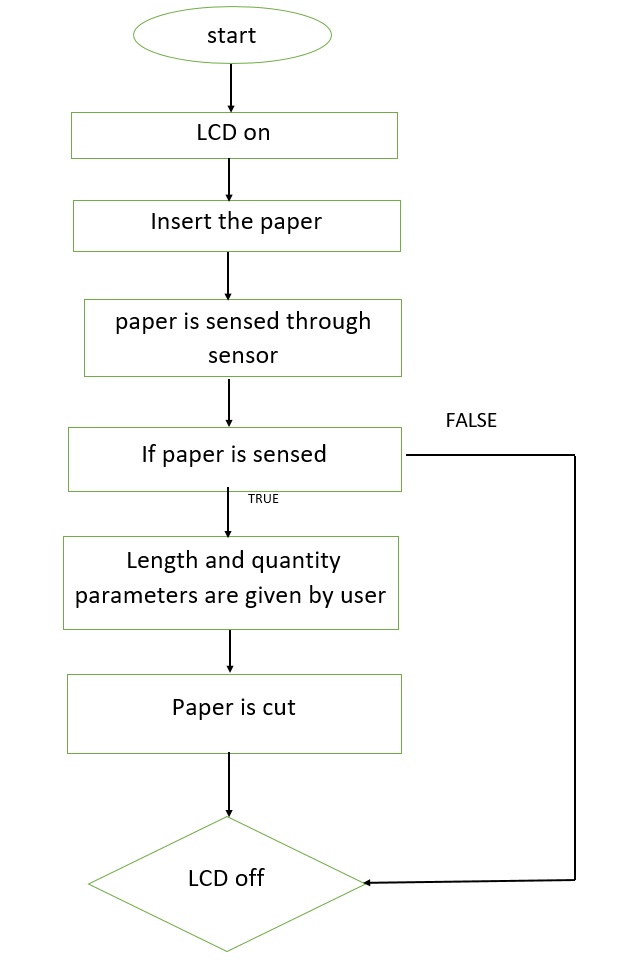 start
LCD on
Insert the paper
paper is sensed through
sensor
FALSE
If paper is sensed
TRUE
Length and quantity
parameters are given by user
Paper is cut
LCD off